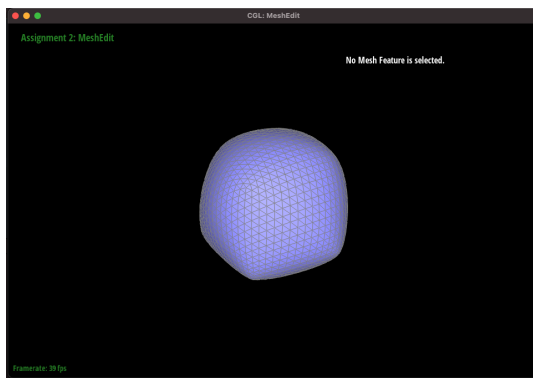 CGL: MeshEdit
Assignment 2: MeshEdit
No Mesh Feature is selected.
Framerate: 39 fps